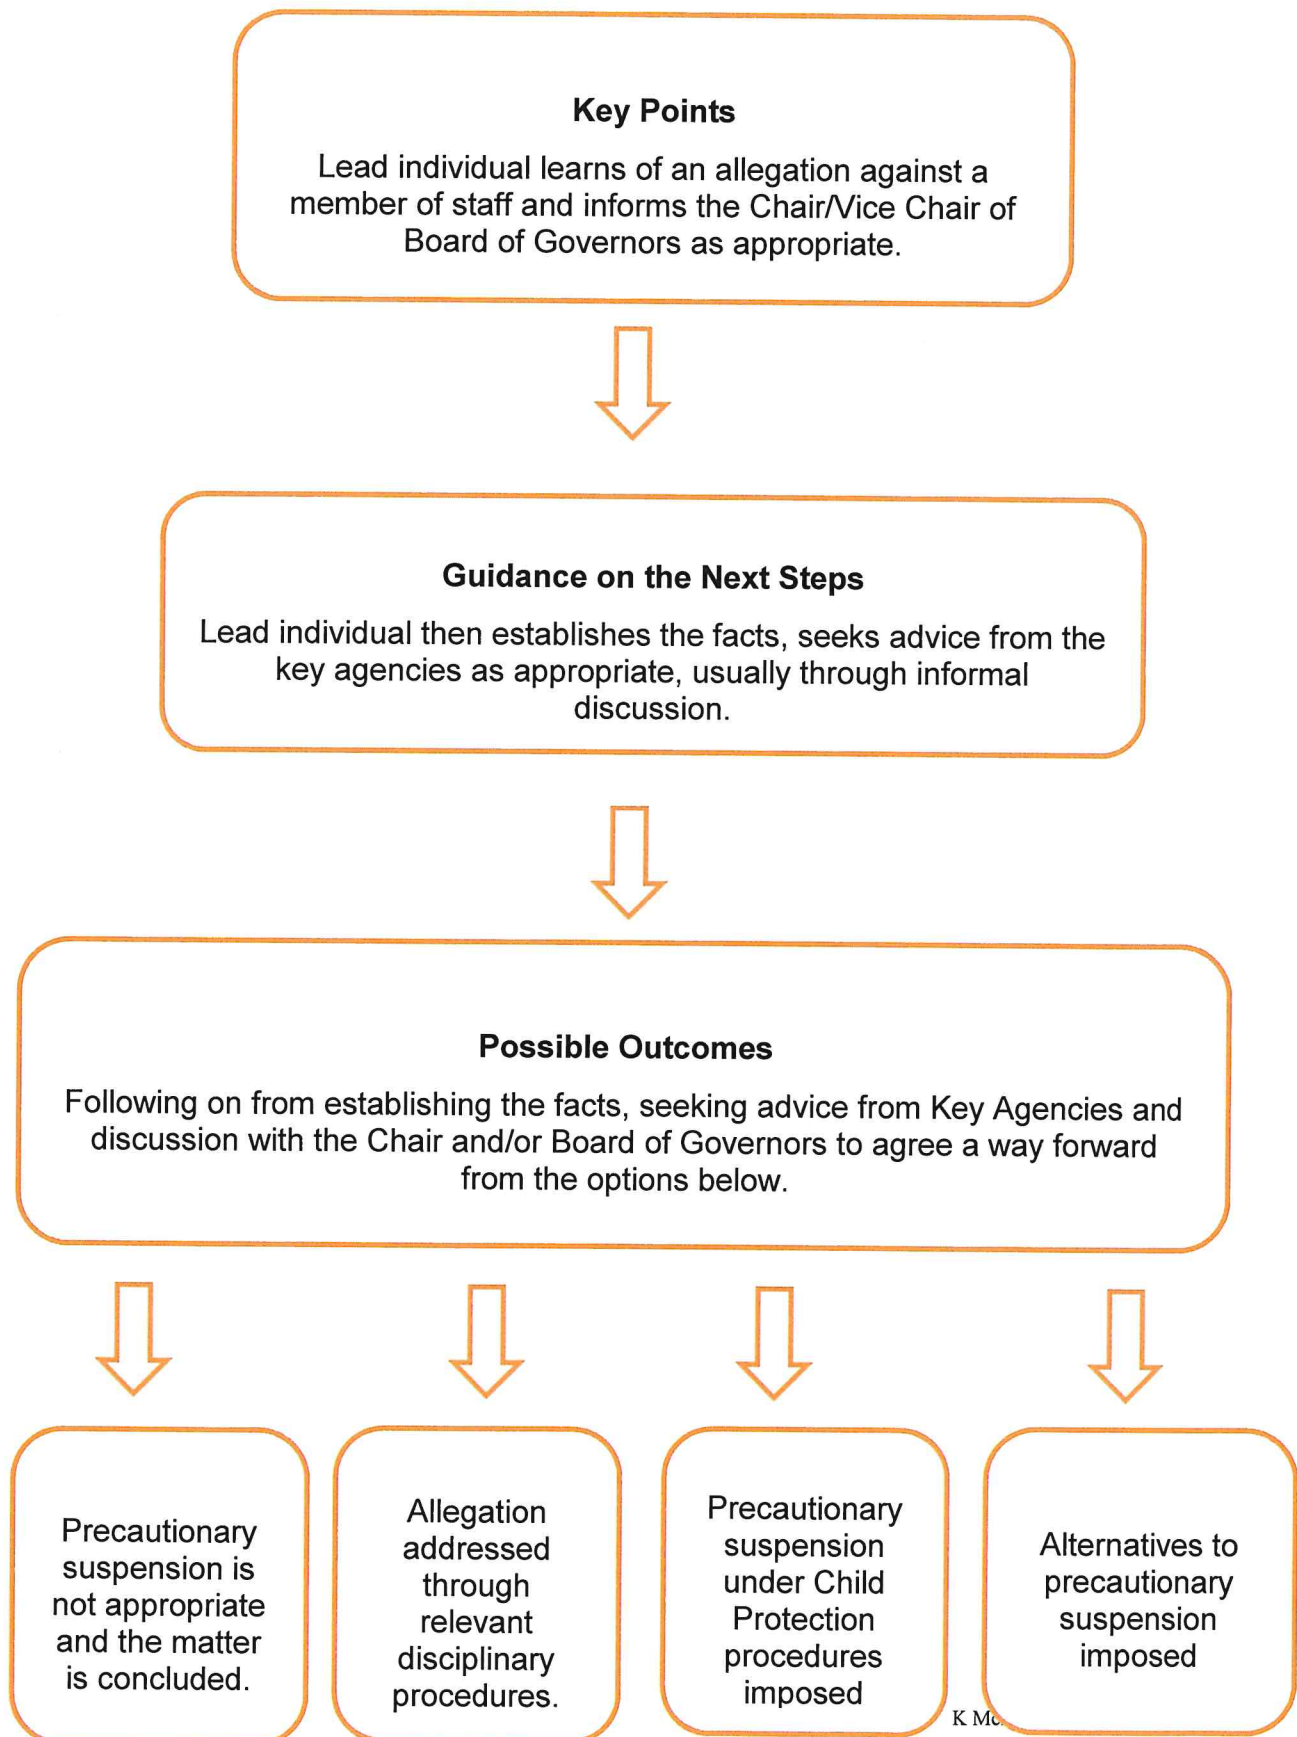 Key Points
Lead individual learns of an allegation against a
member of staff and informs the Chair/Vice Chair of
Board of Governors as appropriate.
Guidance on the Next Steps
Lead individual then establishes the facts, seeks advice from the
key agencies as appropriate, usually through informal
discussion.
Possible Outcomes
Following on from establishing the facts, seeking advice from Key Agencies and
discussion with the Chair and/or Board of Governors to agree a way forward
from the options below.
Precautionary
suspension is
not appropriate
and the matter
is concluded.
Allegation
addressed
through
relevant
disciplinary
procedures.
Precautionary
suspension
under Child
Protection
procedures
imposed
Alternatives to
precautionary
suspension
imposed
K